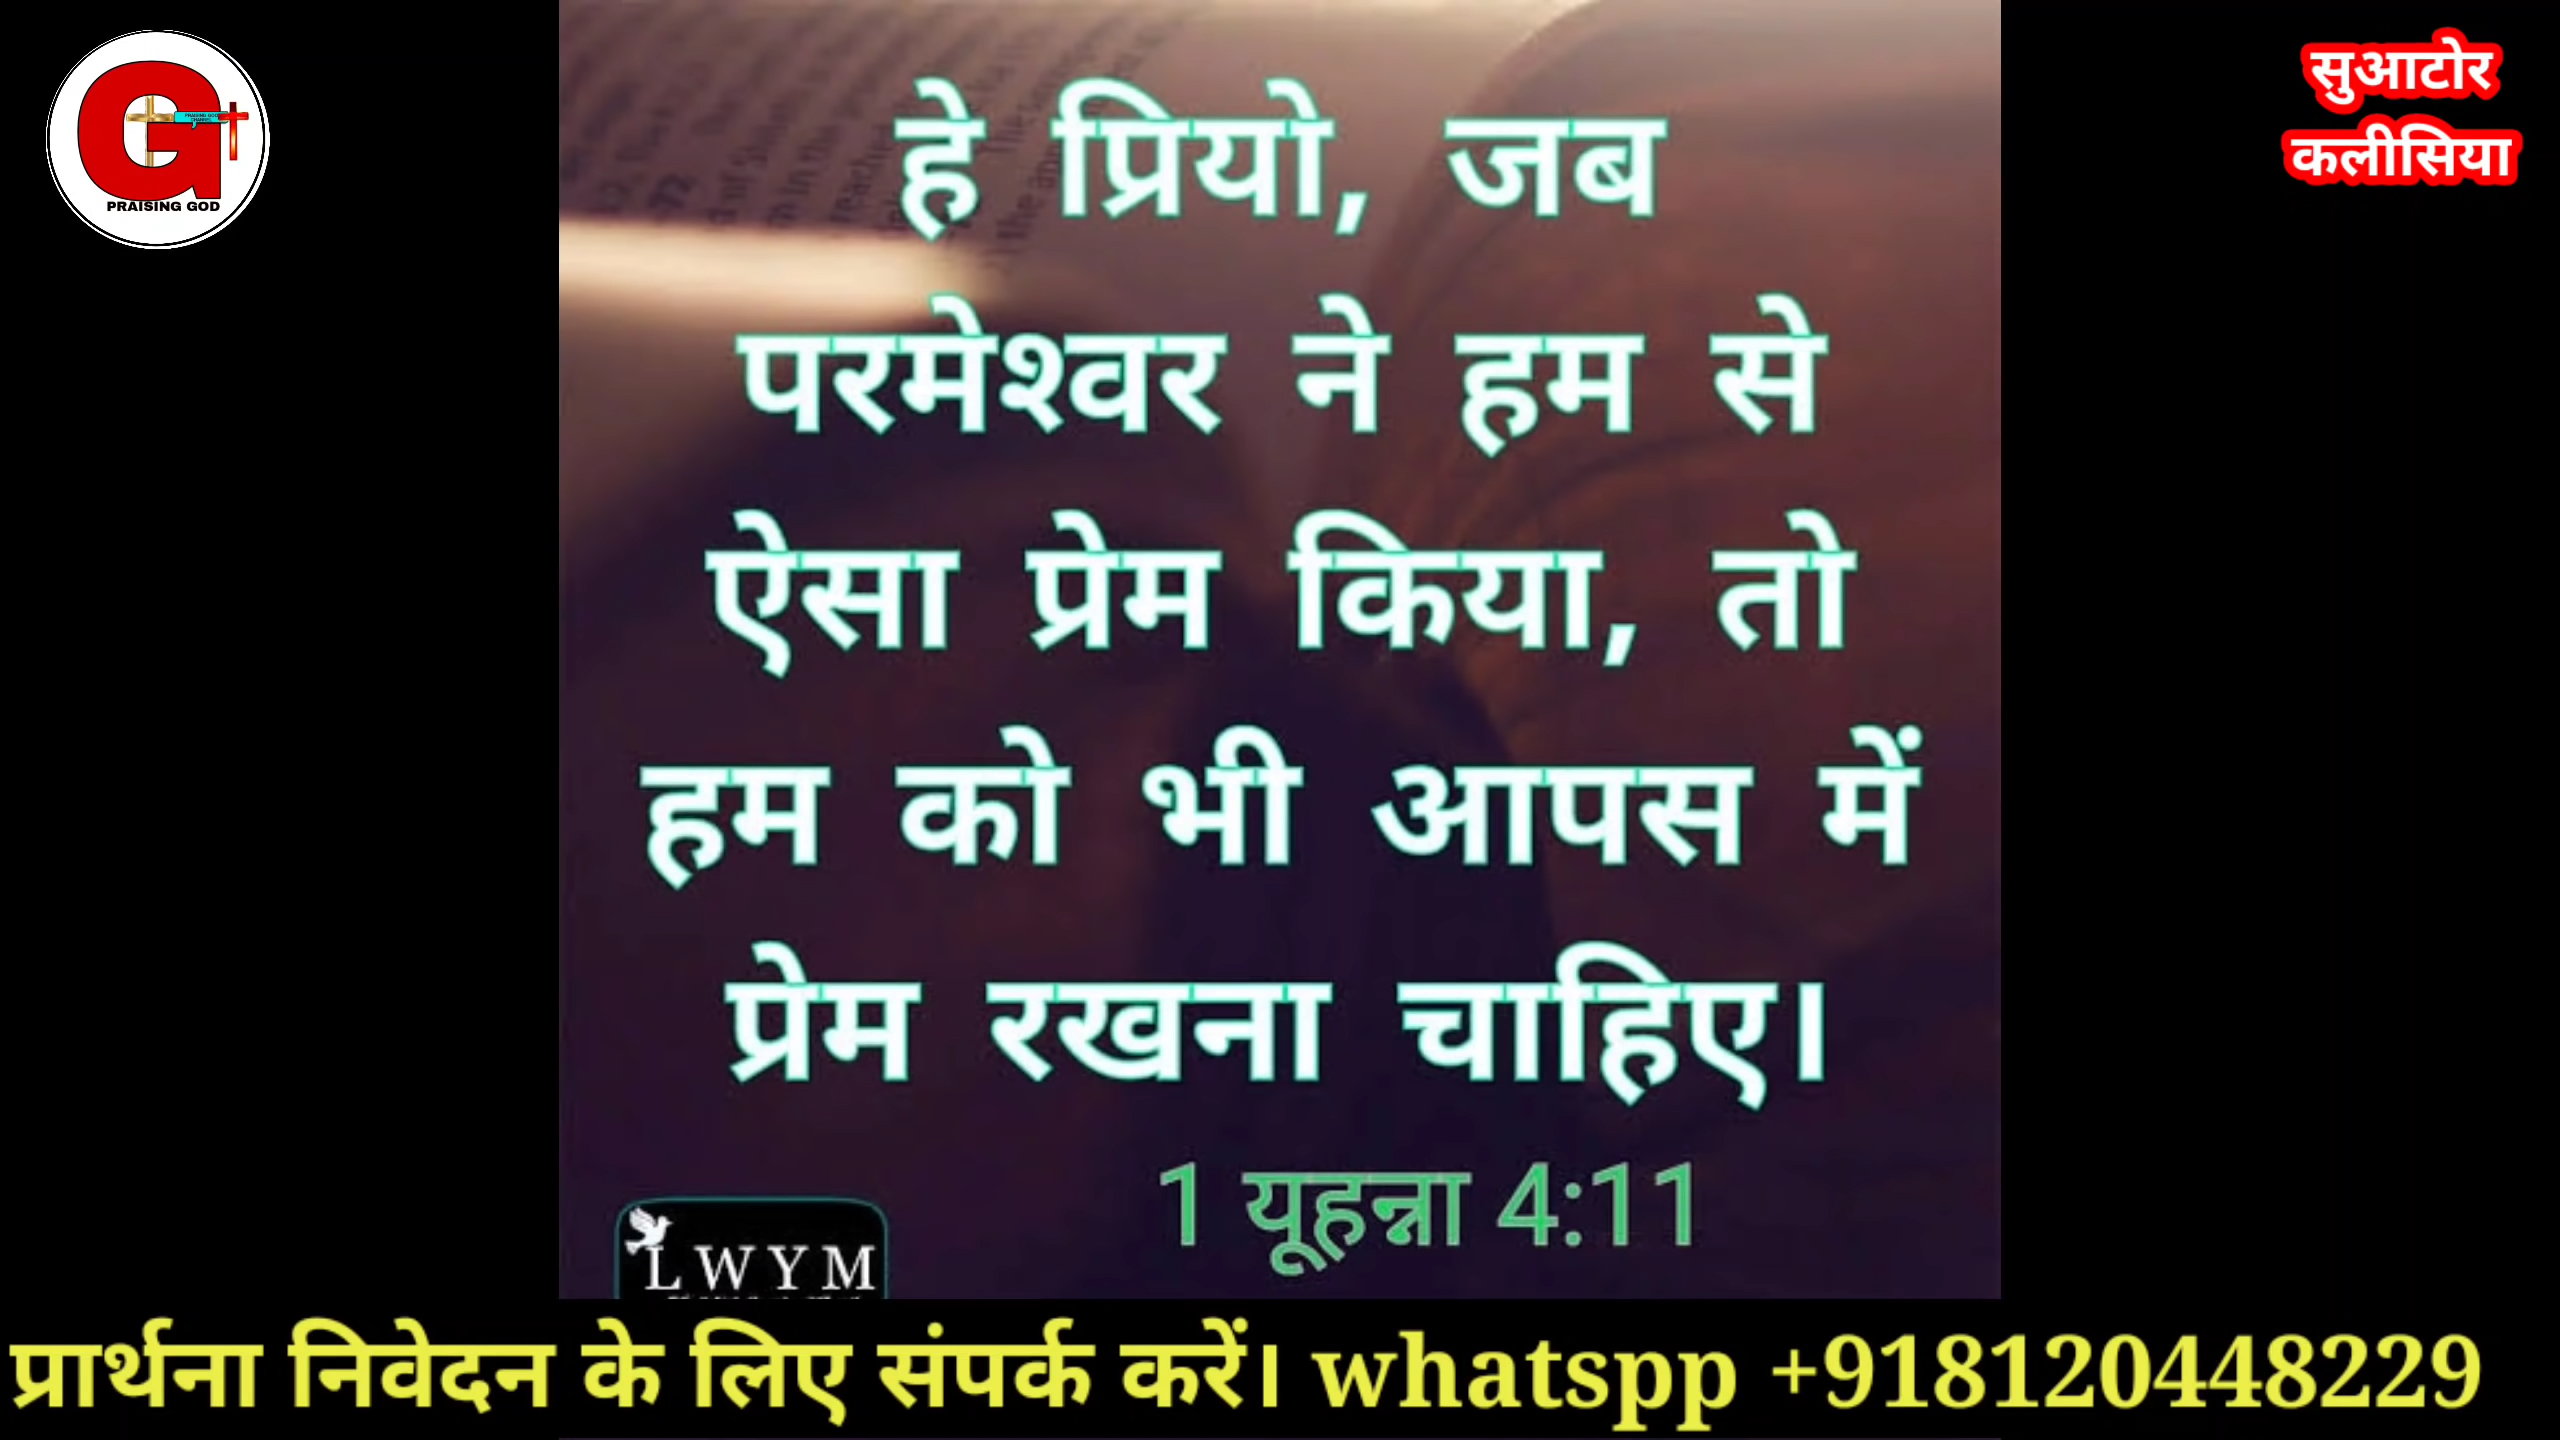 PRAISING GOD
सुआटोर
कलीसिया
हे प्रियो, जब
परमेश्वर ने हम से
ऐसा प्रेम किया, तो
हम को भी आपस में
प्रेम रखना चाहिए।
1 यूहन्ना 4:11
LWYM
प्रार्थना निवेदन के लिए संपर्क करें। whatspp +918120448229